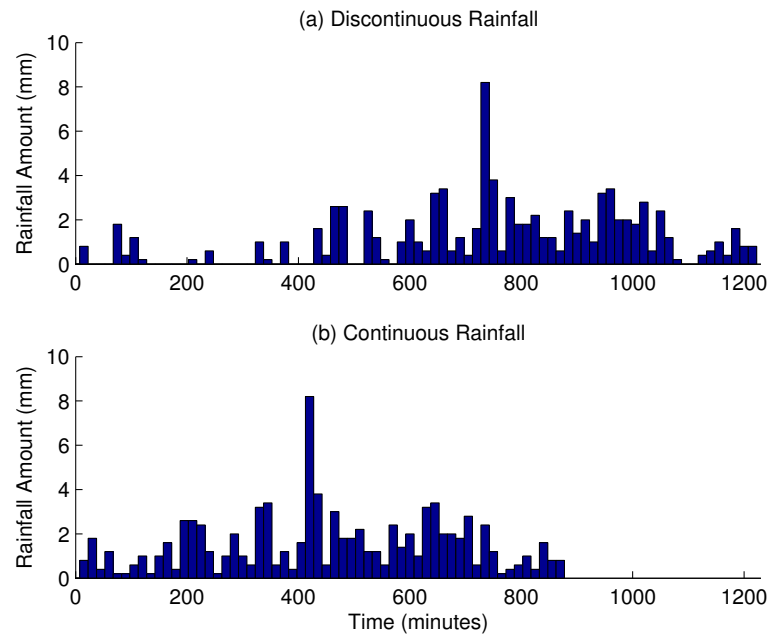 (a) Discontinuous Rainfall
Rainfall Amount (mm)
10
8
6
4
2
0
0 200 400 600 800 1000 1200
(b) Continuous Rainfall
Rainfall Amount (mm)
10
8
6
4
2
0
0 200 400 600 800 1000 1200
Time (minutes)